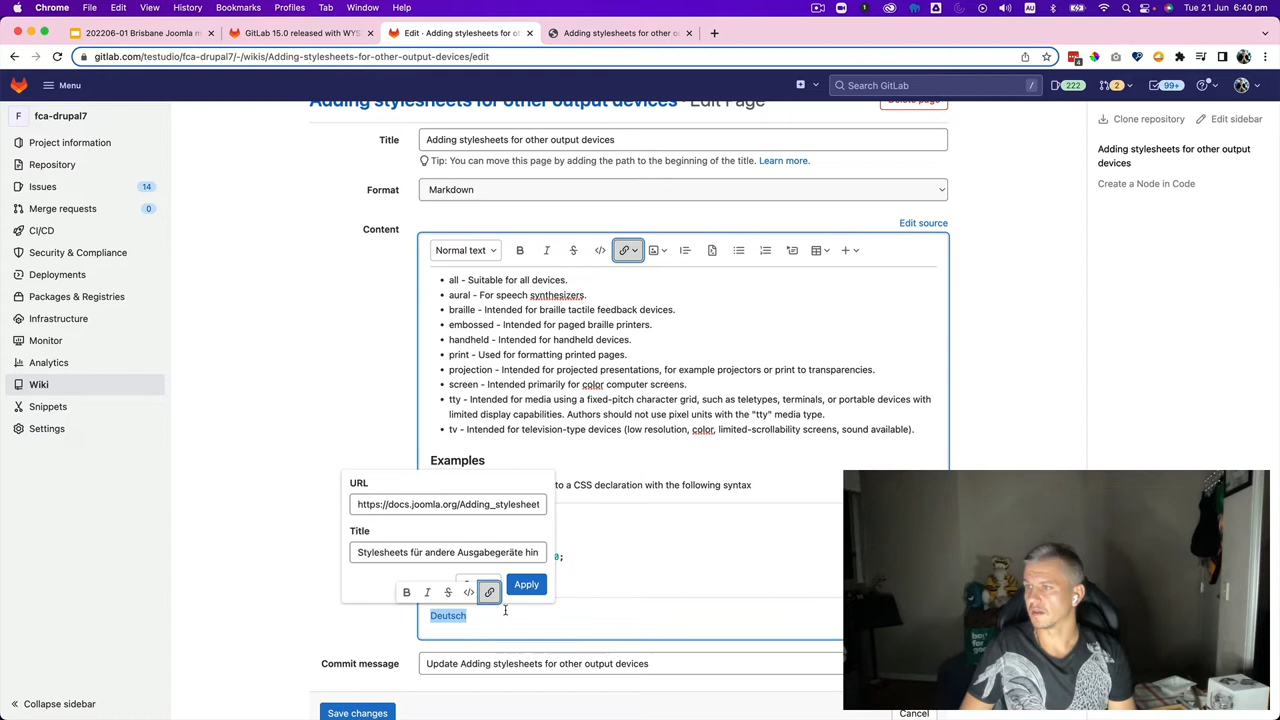 Chrome File Edit View History Bookmarks Profiles Tab Window Help Tue 21 Jun 6:40 pm
202206-01 Brisbane Joomla m
GitLab 15.0 released with WYS
Edit · Adding stylesheets for o
Adding stylesheets for other o
gitlab.com/testudio/fca-drupal7/-/wikis/Adding-stylesheets-for-other-output-devices/edit
Menu
Search GitLab
/
222
2
99+
F fca-drupal7
Project information
Repository
Issues 14
Merge requests 0
CI/CD
Security & Compliance
Deployments
Packages & Registries
Infrastructure
Monitor
Analytics
Wiki
Snippets
Settings
Collapse sidebar
Adding stylesheets for other output devices · Edit Page
Delete page
Title
Adding stylesheets for other output devices
Tip: You can move this page by adding the path to the beginning of the title. Learn more.
Format
Markdown
Content
Edit source
Normal text
• all - Suitable for all devices.
• aural - For speech synthesizers.
• braille - Intended for braille tactile feedback devices.
• embossed - Intended for paged braille printers.
• handheld - Intended for handheld devices.
• print - Used for formatting printed pages.
• projection - Intended for projected presentations, for example projectors or print to transparencies.
• screen - Intended primarily for color computer screens.
• tty - Intended for media using a fixed-pitch character grid, such as teletypes, terminals, or portable devices with
limited display capabilities. Authors should not use pixel units with the "tty" media type.
• tv - Intended for television-type devices (low resolution, color, limited-scrollability screens, sound available).
Examples
to a CSS declaration with the following syntax
0;
URL
https://docs.joomla.org/Adding_stylesheet
Title
Stylesheets für andere Ausgabegeräte hin
Apply
Deutsch
Commit message
Update Adding stylesheets for other output devices
Save changes
Cancel
Clone repository
Edit sidebar
Adding stylesheets for other output
devices
Create a Node in Code